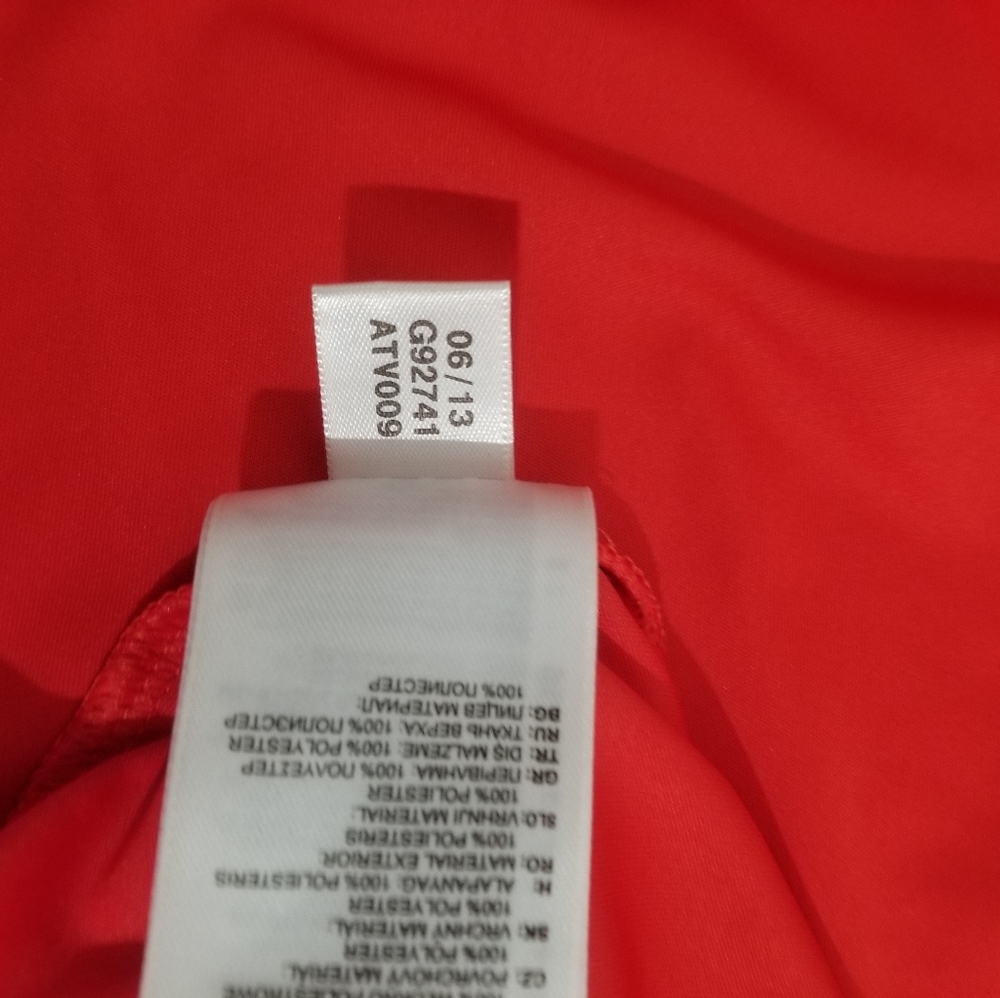 06/13
G92741
ATV009
CZ: POVRCHOVÝ MATERIÁL:
100% POLYESTER
SK: VRCHNÝ MATERIÁL:
100% POLYESTER
H: ALAPANYAG: 100% POLIÉSTERIS
RO: MATERIAL EXTERIOR:
100% POLIESTERIS
SLO: VRHNJI MATERIAL:
100% POLIESTER
GR: ΠΕΡΙΒΛΗΜΑ: 100% ΠΟΛΥΕΣΤΕΡ
TR: DIŞ MALZEME: 100% POLYESTER
RU: ТКАНЬ ВЕРХА: 100% ПОЛИЭСТЕР
BG: ЛИЦЕВ МАТЕРИАЛ:
100% ПОЛИЕСТЕР